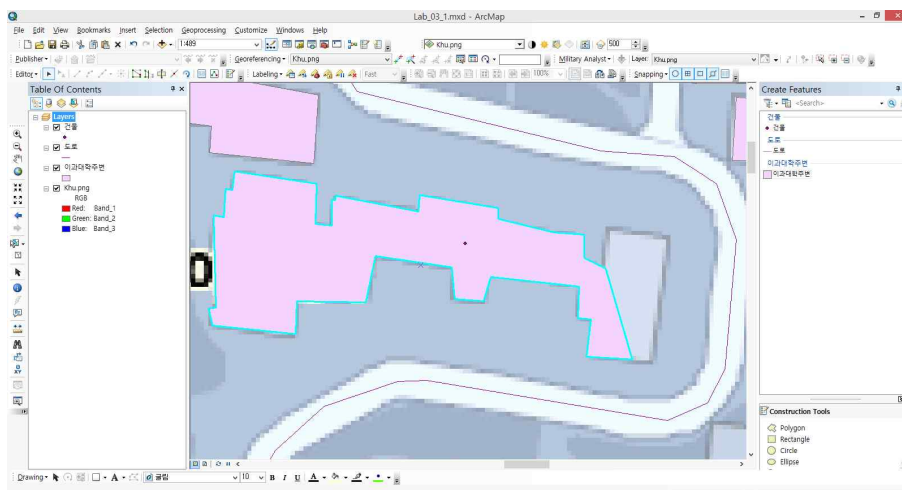 Lab_03_1.mxd - ArcMap
File Edit View Bookmarks Insert Selection Geoprocessing Customize Windows Help
1:489 Khu.png 500
Publisher Georeferencing Khu.png Military Analyst Layer: Khu.png
Editor Labeling Fast 100% Snapping
Table Of Contents
Layers
건물
도로
이과대학주변
Khu.png
RGB
Red: Band_1
Green: Band_2
Blue: Band_3
0
Create Features
<Search>
건물
건물
도로
도로
이과대학주변
이과대학주변
Construction Tools
Polygon
Rectangle
Circle
Ellipse
Drawing A 굴림 10 B I U A